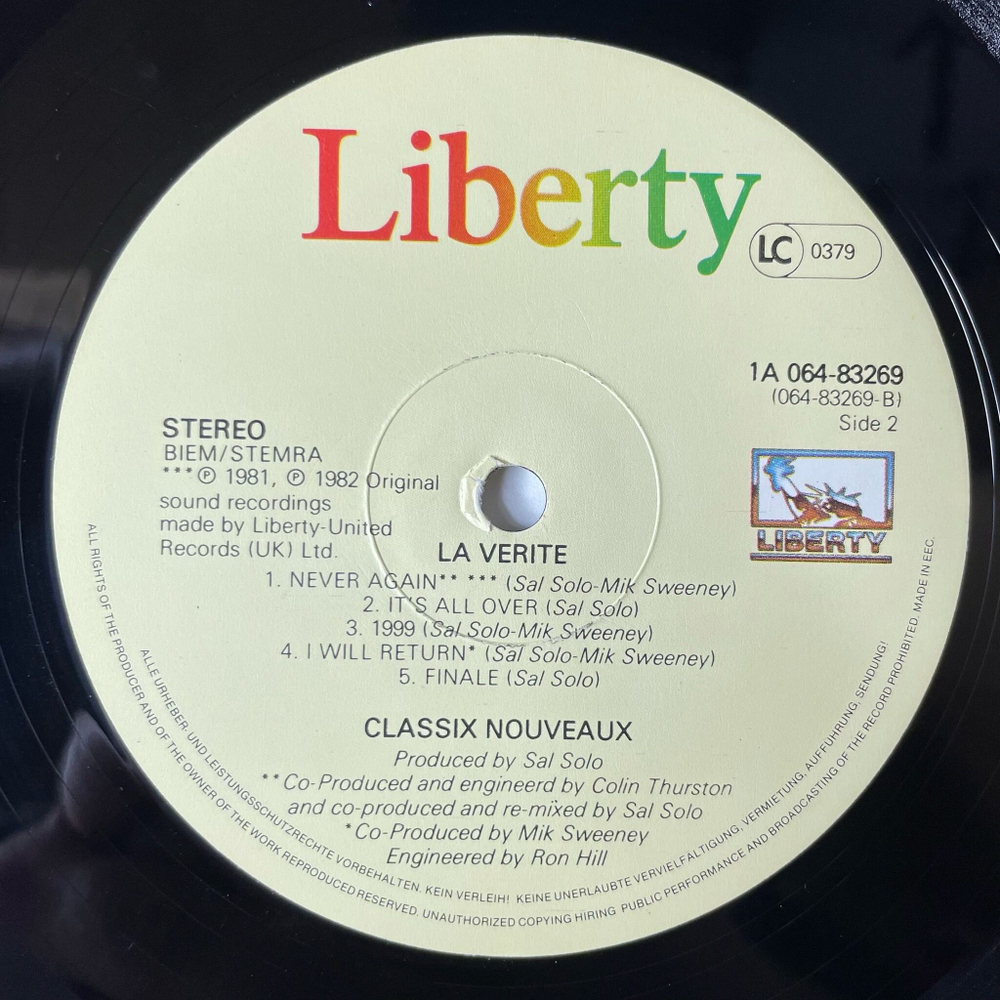 Liberty
LC 0379
1A 064-83269
(064-83269-B)
Side 2
STEREO
BIEM/STEMRA
***℗ 1981, ℗ 1982 Original
sound recordings
made by Liberty-United
Records (UK) Ltd.
LIBERTY
LA VERITE
1. NEVER AGAIN** *** (Sal Solo-Mik Sweeney)
2. IT'S ALL OVER (Sal Solo)
3. 1999 (Sal Solo-Mik Sweeney)
4. I WILL RETURN* (Sal Solo-Mik Sweeney)
5. FINALE (Sal Solo)
CLASSIX NOUVEAUX
Produced by Sal Solo
**Co-Produced and engineerd by Colin Thurston
and co-produced and re-mixed by Sal Solo
*Co-Produced by Mik Sweeney
Engineered by Ron Hill
ALLE URHEBER- UND LEISTUNGSSCHUTZRECHTE VORBEHALTEN. KEIN VERLEIH! KEINE UNERLAUBTE VERVIELFÄLTIGUNG, VERMIETUNG, AUFFÜHRUNG, SENDUNG!
ALL RIGHTS OF THE PRODUCER AND OF THE OWNER OF THE WORK REPRODUCED RESERVED. UNAUTHORIZED COPYING HIRING PUBLIC PERFORMANCE AND BROADCASTING OF THE RECORD PROHIBITED. MADE IN EEC.